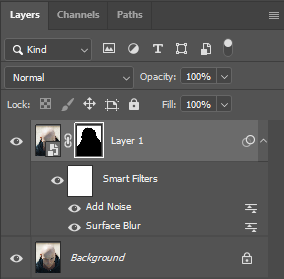 Layers Channels Paths
Kind
Normal Opacity: 100%
Lock: Fill: 100%
Layer 1
Smart Filters
Add Noise
Surface Blur
Background